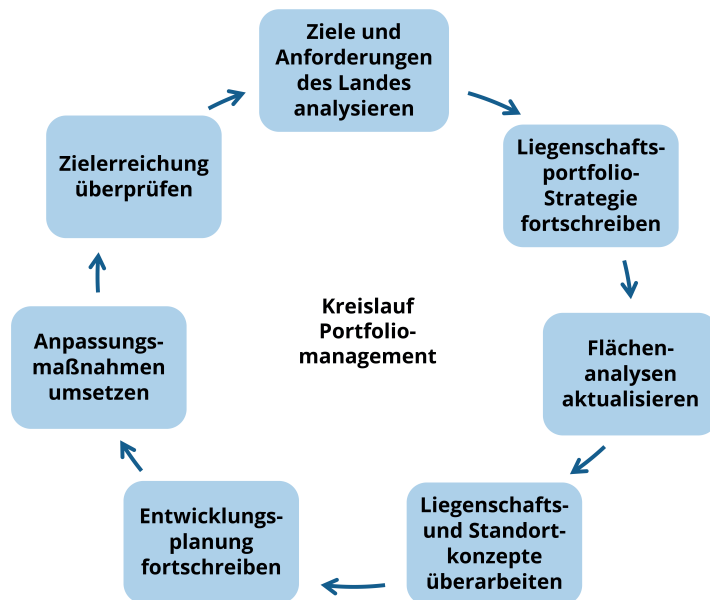 Ziele und
Anforderungen
des Landes
analysieren
Liegenschafts-
portfolio-
Strategie
fortschreiben
Flächen-
analysen
aktualisieren
Liegenschafts-
und Standort-
konzepte
überarbeiten
Entwicklungs-
planung
fortschreiben
Anpassungs-
maßnahmen
umsetzen
Zielerreichung
überprüfen
Kreislauf
Portfolio-
management